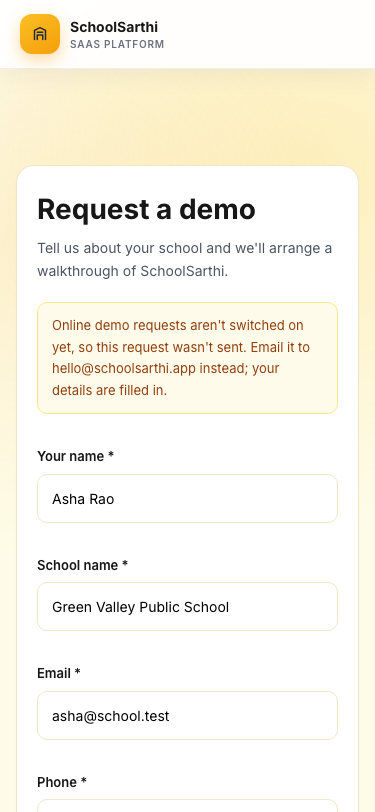 SchoolSarthi
SAAS PLATFORM
Request a demo
Tell us about your school and we'll arrange a
walkthrough of SchoolSarthi.
Online demo requests aren't switched on
yet, so this request wasn't sent. Email it to
hello@schoolsarthi.app instead; your
details are filled in.
Your name *
Asha Rao
School name *
Green Valley Public School
Email *
asha@school.test
Phone *